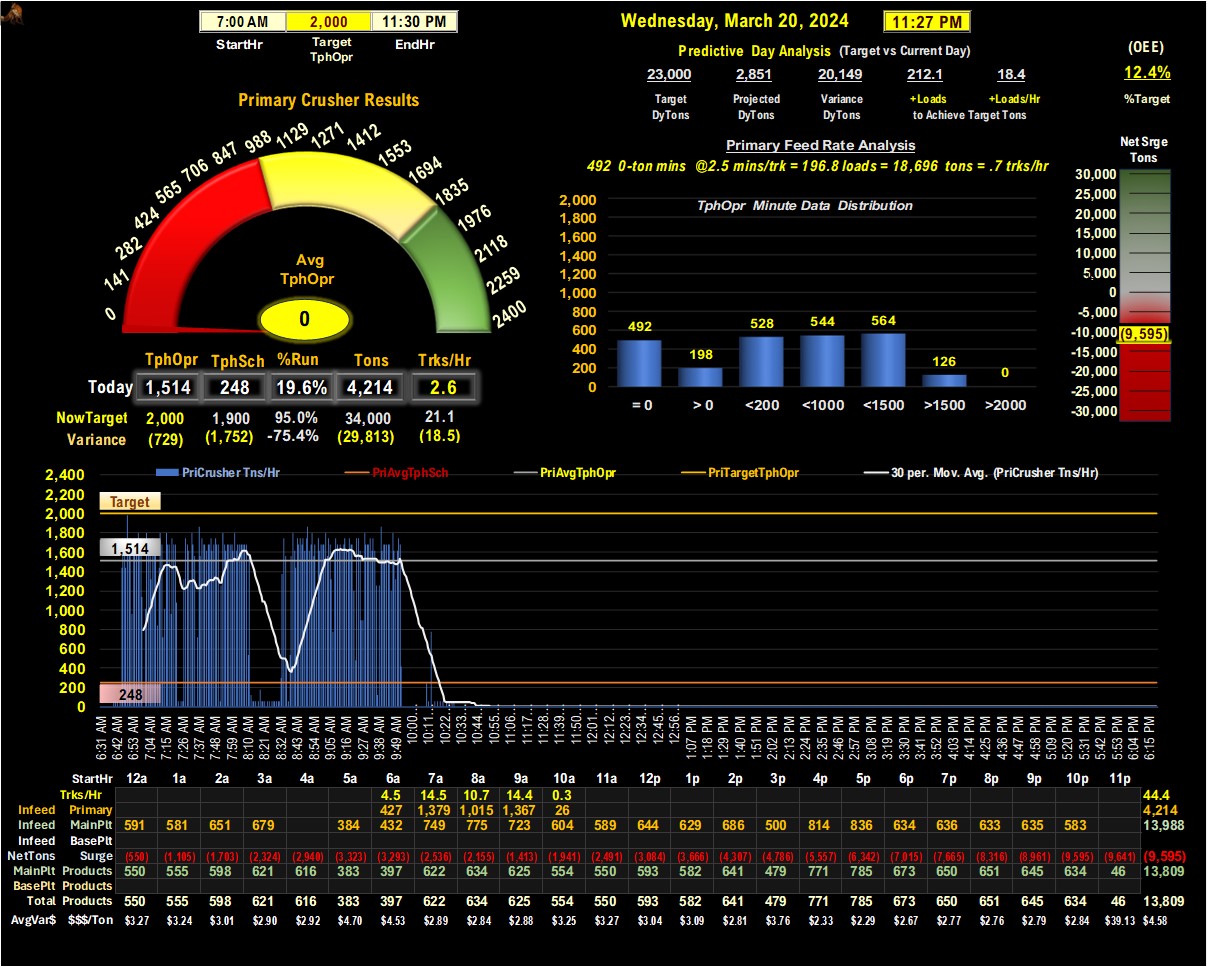 7:00 AM 2,000 11:30 PM
StartHr Target TphOpr EndHr
Wednesday, March 20, 2024 11:27 PM
Predictive Day Analysis (Target vs Current Day)
(OEE)
23,000 2,851 20,149 212.1 18.4
12.4%
Target DyTons Projected DyTons Variance DyTons +Loads +Loads/Hr to Achieve Target Tons
%Target
Primary Crusher Results
0 141 282 424 565 706 847 988 1129 1271 1412 1553 1694 1835 1976 2118 2259 2400
Avg
TphOpr
0
TphOpr TphSch %Run Tons Trks/Hr
Today 1,514 248 19.6% 4,214 2.6
NowTarget 2,000 1,900 95.0% 34,000 21.1
Variance (729) (1,752) -75.4% (29,813) (18.5)
Primary Feed Rate Analysis
492 0-ton mins @2.5 mins/trk = 196.8 loads = 18,696 tons = .7 trks/hr
TphOpr Minute Data Distribution
2,000
1,800
1,600
1,400
1,200
1,000
800
600
400
200
0
492 198 528 544 564 126 0
= 0 > 0 <200 <1000 <1500 >1500 >2000
Net Srge
Tons
30,000
25,000
20,000
15,000
10,000
5,000
0
-5,000
-10,000 (9,595)
-15,000
-20,000
-25,000
-30,000
PriCrusher Tns/Hr PriAvgTphSch PriAvgTphOpr PriTargetTphOpr 30 per. Mov. Avg. (PriCrusher Tns/Hr)
2,400
2,200
Target
2,000
1,800
1,600
1,514
1,400
1,200
1,000
800
600
400
200
248
0
6:31 AM 6:42 AM 6:53 AM 7:04 AM 7:15 AM 7:26 AM 7:37 AM 7:48 AM 7:59 AM 8:10 AM 8:21 AM 8:32 AM 8:43 AM 8:54 AM 9:05 AM 9:16 AM 9:27 AM 9:38 AM 9:49 AM 10:00… 10:11… 10:22… 10:33… 10:44… 10:55… 11:06… 11:17… 11:28… 11:39… 11:50… 12:01… 12:12… 12:23… 12:34… 12:45… 12:56… 1:07 PM 1:18 PM 1:29 PM 1:40 PM 1:51 PM 2:02 PM 2:13 PM 2:24 PM 2:35 PM 2:46 PM 2:57 PM 3:08 PM 3:19 PM 3:30 PM 3:41 PM 3:52 PM 4:03 PM 4:14 PM 4:25 PM 4:36 PM 4:47 PM 4:58 PM 5:09 PM 5:20 PM 5:31 PM 5:42 PM 5:53 PM 6:04 PM 6:15 PM
StartHr 12a 1a 2a 3a 4a 5a 6a 7a 8a 9a 10a 11a 12p 1p 2p 3p 4p 5p 6p 7p 8p 9p 10p 11p
Trks/Hr 4.5 14.5 10.7 14.4 0.3 44.4
Infeed Primary 427 1,379 1,015 1,367 26 4,214
Infeed MainPlt 591 581 651 679 384 432 749 775 723 604 589 644 629 686 500 814 836 634 636 633 635 583 13,988
Infeed BasePlt
NetTons Surge (550) (1,105) (1,703) (2,324) (2,940) (3,323) (3,293) (2,536) (2,155) (1,413) (1,941) (2,491) (3,084) (3,666) (4,307) (4,786) (5,557) (6,342) (7,015) (7,665) (8,316) (8,961) (9,595) (9,641) (9,595)
MainPlt Products 550 555 598 621 616 383 397 622 634 625 554 550 593 582 641 479 771 785 673 650 651 645 634 46 13,809
BasePlt Products
Total Products 550 555 598 621 616 383 397 622 634 625 554 550 593 582 641 479 771 785 673 650 651 645 634 46 13,809
AvgVar$ $$$/Ton $3.27 $3.24 $3.01 $2.90 $2.92 $4.70 $4.53 $2.89 $2.84 $2.88 $3.25 $3.27 $3.04 $3.09 $2.81 $3.76 $2.33 $2.29 $2.67 $2.77 $2.76 $2.79 $2.84 $39.13 $4.58